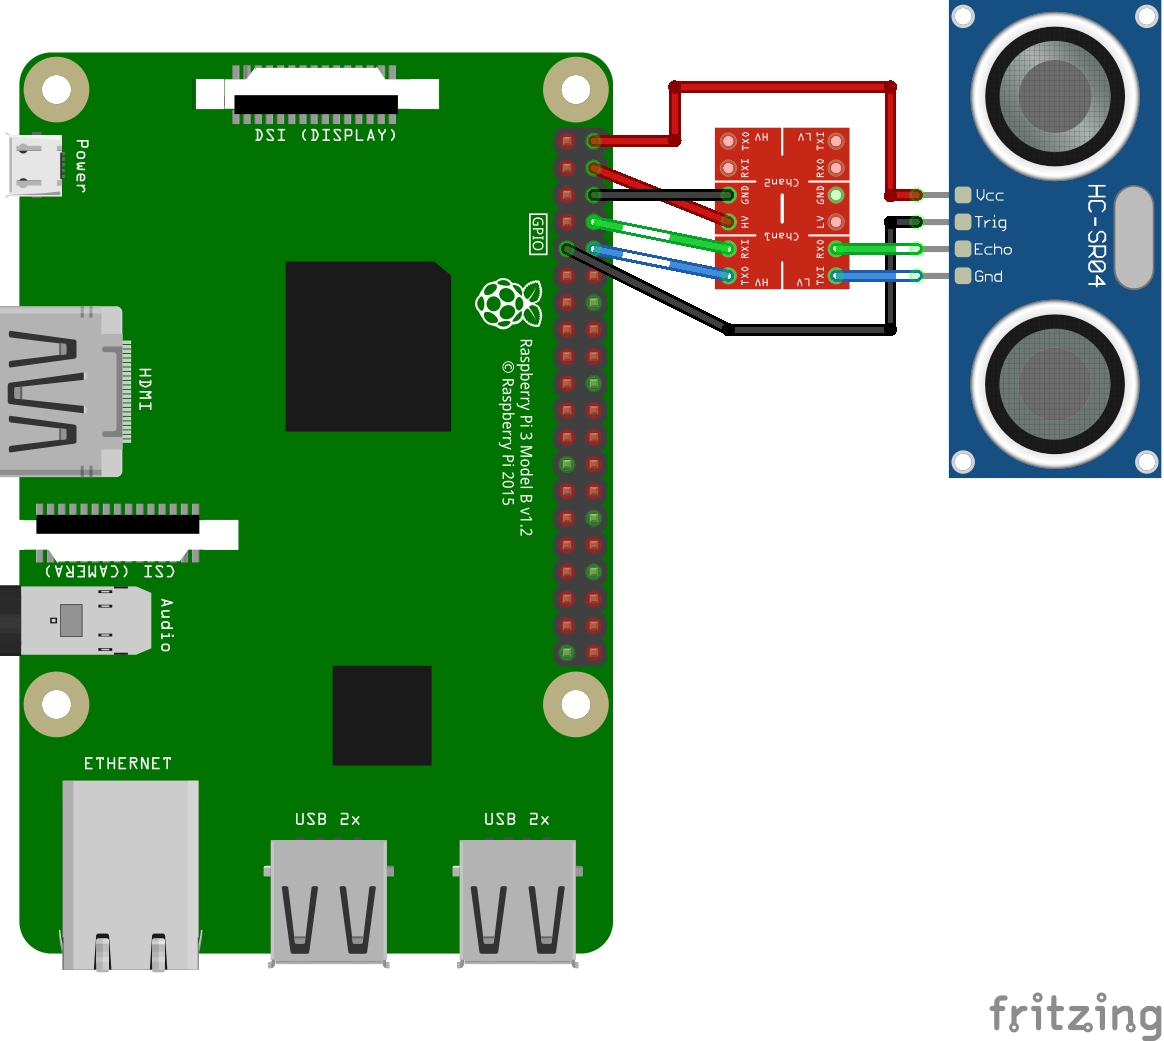 DSI (DISPLAY)
Power
HDMI
CSI (CAMERA)
Audio
ETHERNET
USB 2x
USB 2x
GPIO
Raspberry Pi 3 Model B v1.2
© Raspberry Pi 2015
TXO
HV
LV
TXI
RXI
RXO
Chan2
GND
GND
HV
LV
Chan1
RXI
RXO
TXO
HV
LV
TXI
Vcc
Trig
Echo
Gnd
HC-SR04
fritzing